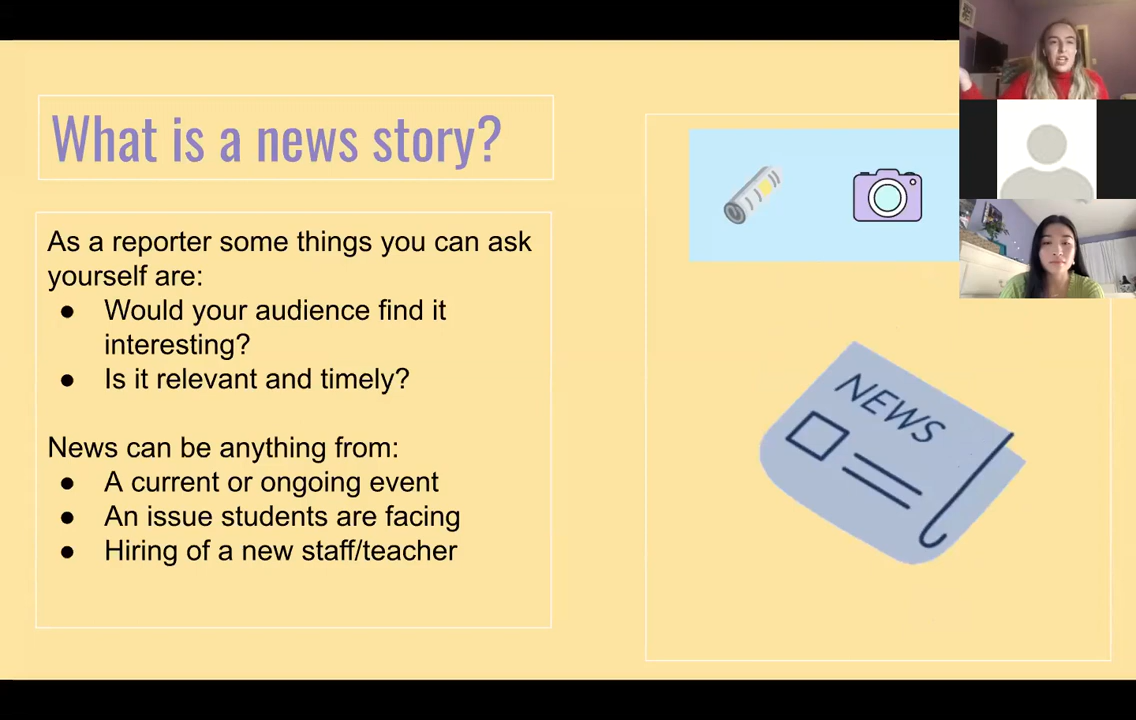 What is a news story?
As a reporter some things you can ask
yourself are:
● Would your audience find it
interesting?
● Is it relevant and timely?
News can be anything from:
● A current or ongoing event
● An issue students are facing
● Hiring of a new staff/teacher
NEWS